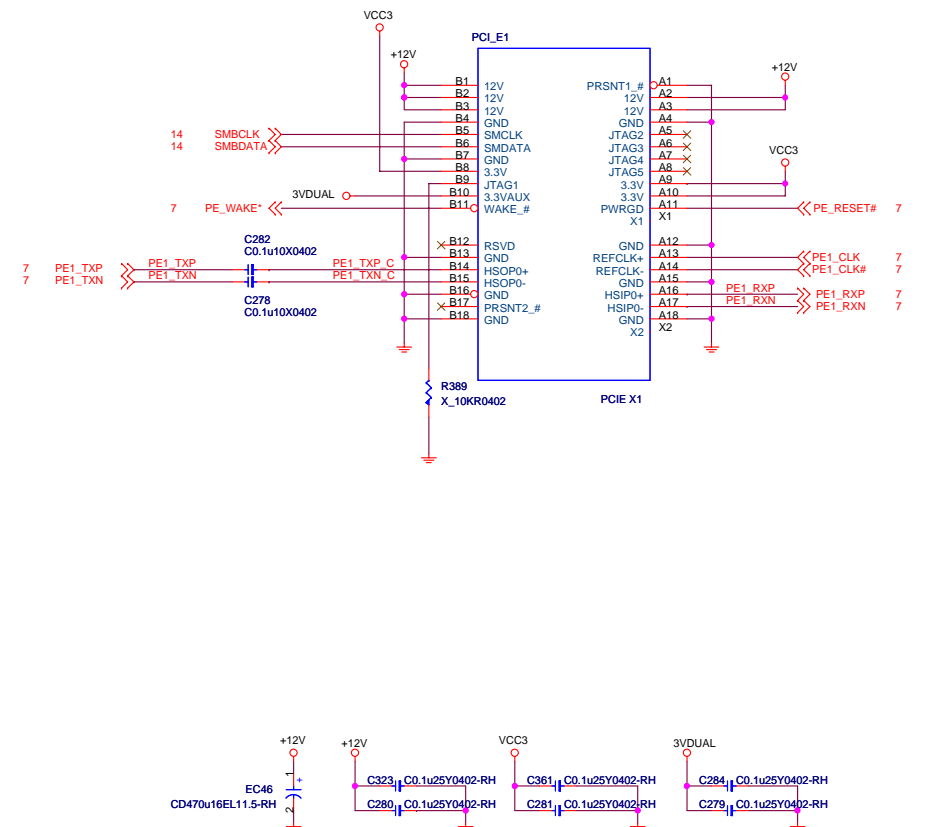 VCC3
PCI_E1
+12V
+12V
B1 12V PRSNT1_# A1
B2 12V 12V A2
B3 12V 12V A3
B4 GND GND A4
14 SMBCLK B5 SMCLK JTAG2 A5
14 SMBDATA B6 SMDATA JTAG3 A6
B7 GND JTAG4 A7
VCC3
B8 3.3V JTAG5 A8
B9 JTAG1 3.3V A9
3VDUAL B10 3.3VAUX 3.3V A10
7 PE_WAKE* B11 WAKE_# PWRGD A11 PE_RESET# 7
X1 X1
C282
C0.1u10X0402
B12 RSVD GND A12
B13 GND REFCLK+ A13 PE1_CLK 7
7 PE1_TXP PE1_TXP PE1_TXP_C B14 HSOP0+ REFCLK- A14 PE1_CLK# 7
7 PE1_TXN PE1_TXN PE1_TXN_C B15 HSOP0- GND A15
B16 GND HSIP0+ A16 PE1_RXP PE1_RXP 7
B17 PRSNT2_# HSIP0- A17 PE1_RXN PE1_RXN 7
C278
C0.1u10X0402
B18 GND GND A18
X2 X2
R389
X_10KR0402
PCIE X1
+12V +12V VCC3 3VDUAL
1 +
EC46
CD470u16EL11.5-RH
2
C323 C0.1u25Y0402-RH
C280 C0.1u25Y0402-RH
C361 C0.1u25Y0402-RH
C281 C0.1u25Y0402-RH
C284 C0.1u25Y0402-RH
C279 C0.1u25Y0402-RH